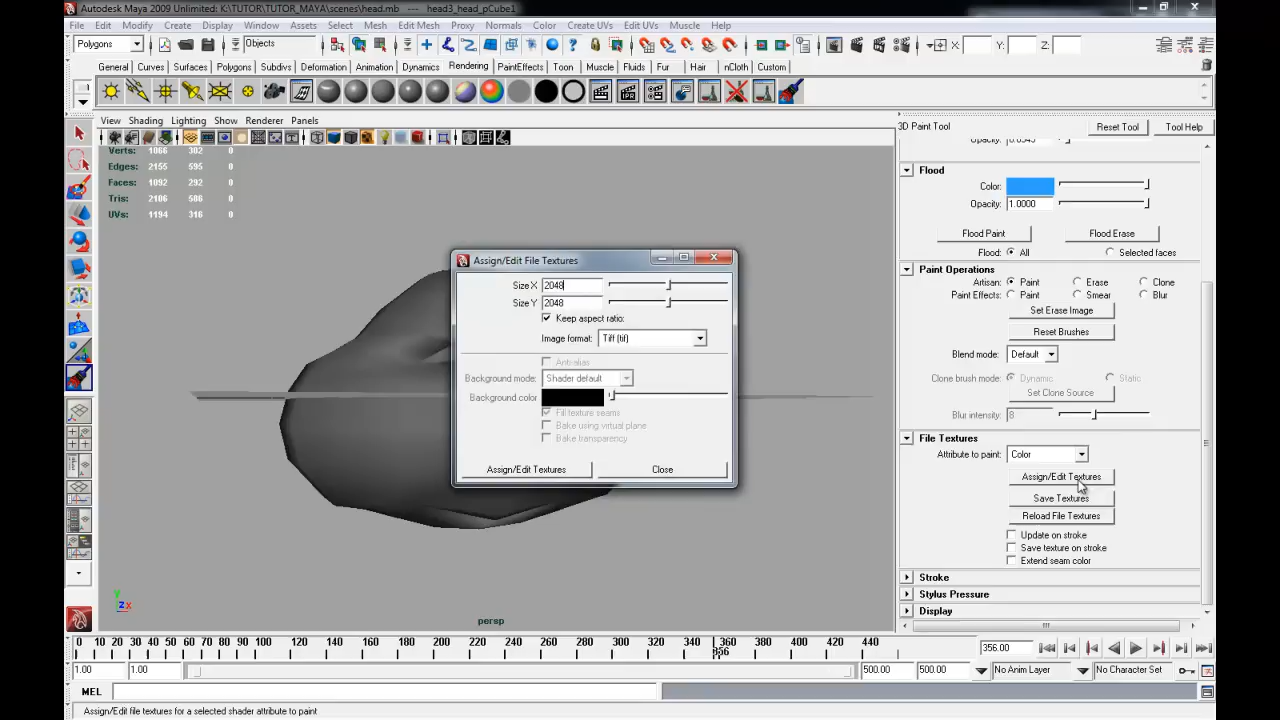 Autodesk Maya 2009 Unlimited: K:\TUTOR\TUTOR_MAYA\scenes\head.mb --- head3_head_pCube1
File Edit Modify Create Display Window Assets Select Mesh Edit Mesh Proxy Normals Color Create UVs Edit UVs Muscle Help
Polygons Objects X: Y: Z:
General Curves Surfaces Polygons Subdivs Deformation Animation Dynamics Rendering PaintEffects Toon Muscle Fluids Fur Hair nCloth Custom
View Shading Lighting Show Renderer Panels
3D Paint Tool Reset Tool Tool Help
Verts: 1066 302 0
Edges: 2155 595 0
Faces: 1092 292 0
Tris: 2106 586 0
UVs: 1194 316 0
Flood
Color:
Opacity: 1.0000
Flood Paint Flood Erase
Flood: All Selected faces
Paint Operations
Artisan: Paint Erase Clone
Paint Effects: Paint Smear Blur
Set Erase Image
Reset Brushes
Blend mode: Default
Clone brush mode: Dynamic Static
Set Clone Source
Blur intensity: 8
File Textures
Attribute to paint: Color
Assign/Edit Textures
Save Textures
Reload File Textures
Update on stroke
Save texture on stroke
Extend seam color
Stroke
Stylus Pressure
Display
Assign/Edit File Textures
Size X 2048
Size Y 2048
Keep aspect ratio:
Image format: Tiff (tif)
Anti-alias
Background mode: Shader default
Background color
Fill texture seams
Bake using virtual plane
Bake transparency
Assign/Edit Textures Close
y
z x
persp
0 10 20 30 40 50 60 70 80 90 100 120 140 160 180 200 220 240 260 280 300 320 340 360 380 400 420 440
356
356.00
1.00 1.00 500.00 500.00 No Anim Layer No Character Set
MEL
Assign/Edit file textures for a selected shader attribute to paint